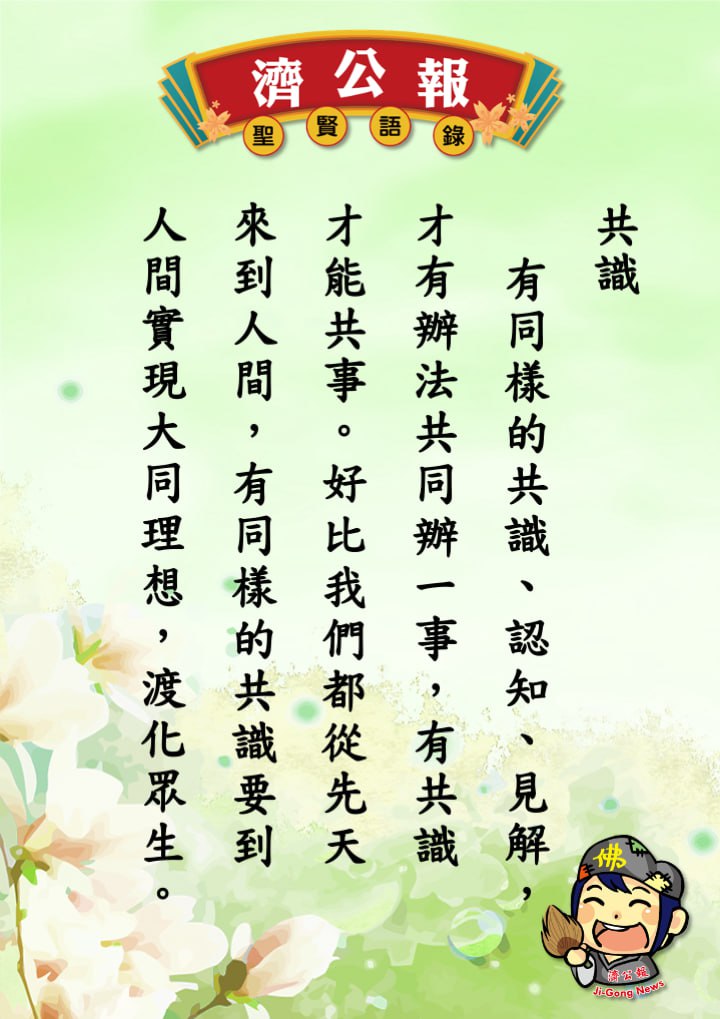 濟公報
聖賢語錄
共識
有同樣的共識、認知、見解，
才有辦法共同辦一事，有共識
才能共事。好比我們都從先天
來到人間，有同樣的共識要到
人間實現大同理想，渡化眾生。
佛
濟公報
Ji-Gong News